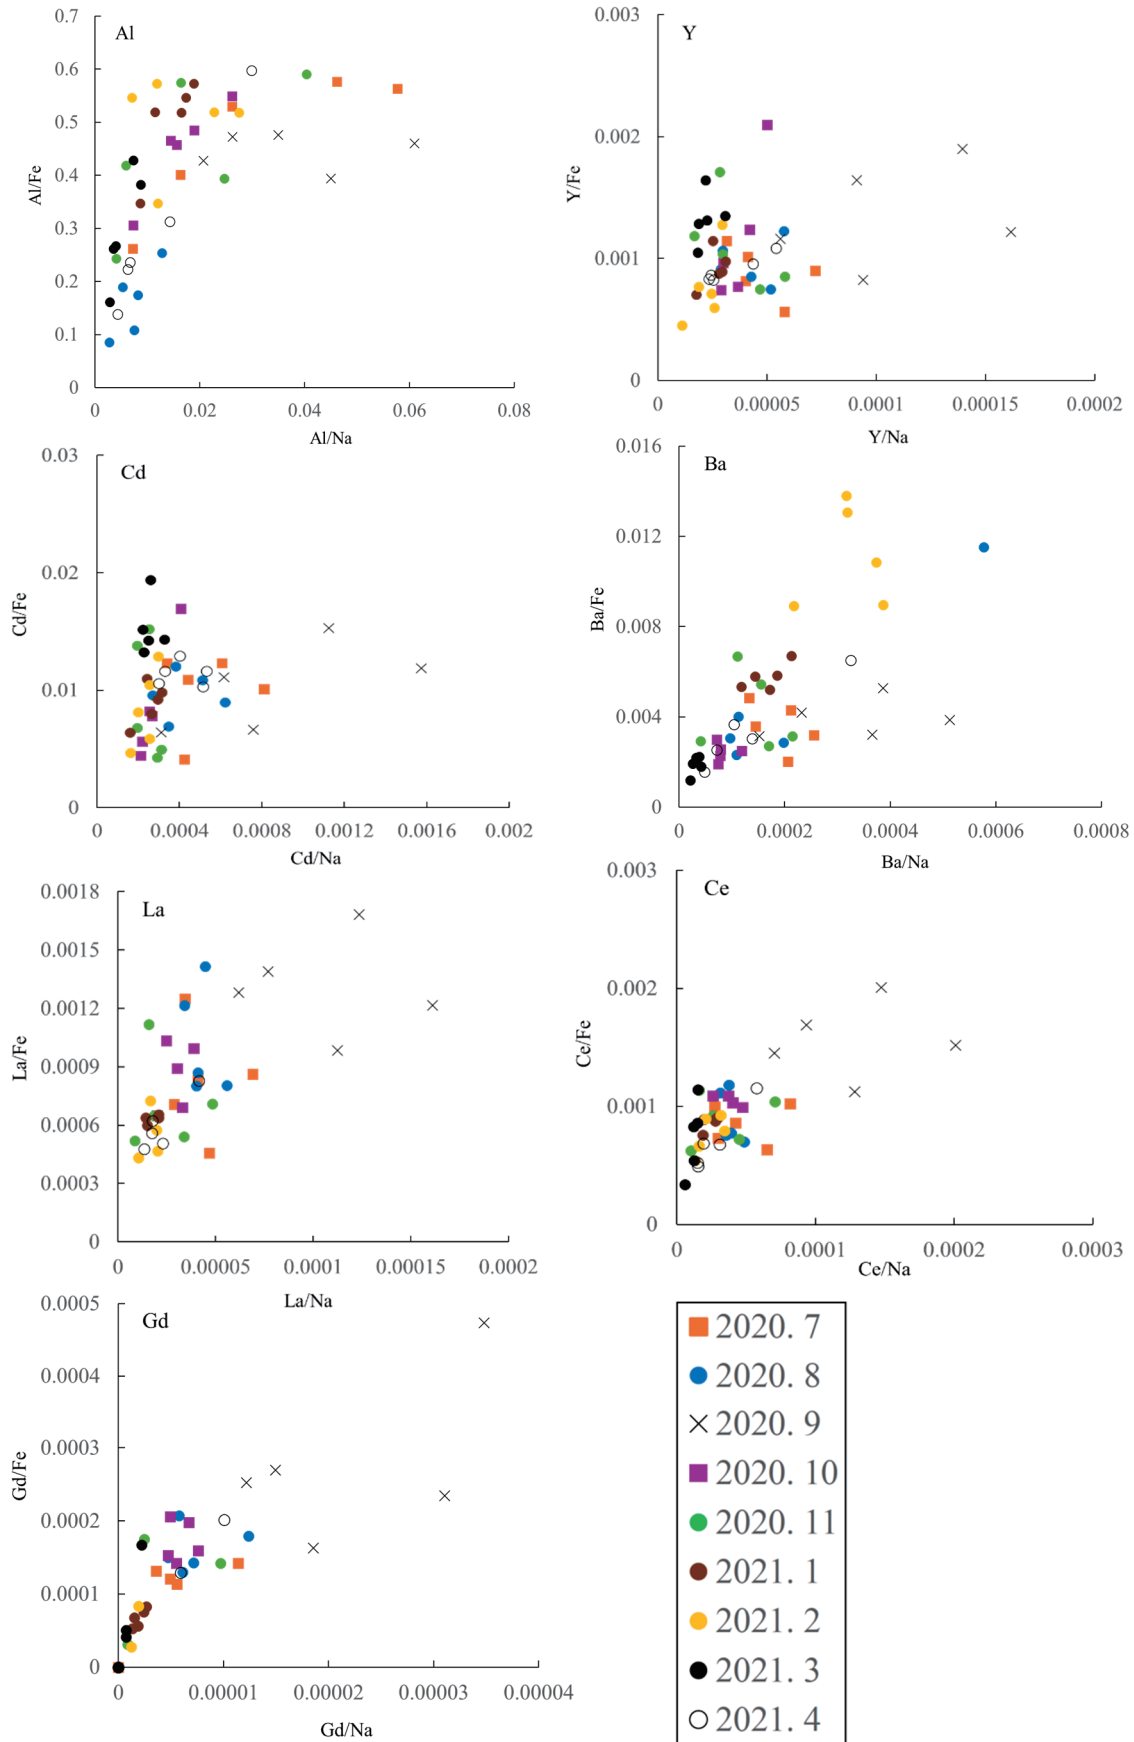 Al
0.7
0.6
0.5
0.4
0.3
0.2
0.1
0
Al/Fe
0 0.02 0.04 0.06 0.08
Al/Na
Y
0.003
0.002
0.001
0
Y/Fe
0 0.00005 0.0001 0.00015 0.0002
Y/Na
Cd
0.03
0.02
0.01
0
Cd/Fe
0 0.0004 0.0008 0.0012 0.0016 0.002
Cd/Na
Ba
0.016
0.012
0.008
0.004
0
Ba/Fe
0 0.0002 0.0004 0.0006 0.0008
Ba/Na
La
0.0018
0.0015
0.0012
0.0009
0.0006
0.0003
0
La/Fe
0 0.00005 0.0001 0.00015 0.0002
La/Na
Ce
0.003
0.002
0.001
0
Ce/Fe
0 0.0001 0.0002 0.0003
Ce/Na
Gd
0.0005
0.0004
0.0003
0.0002
0.0001
0
Gd/Fe
0 0.00001 0.00002 0.00003 0.00004
Gd/Na
2020. 7
2020. 8
2020. 9
2020. 10
2020. 11
2021. 1
2021. 2
2021. 3
2021. 4